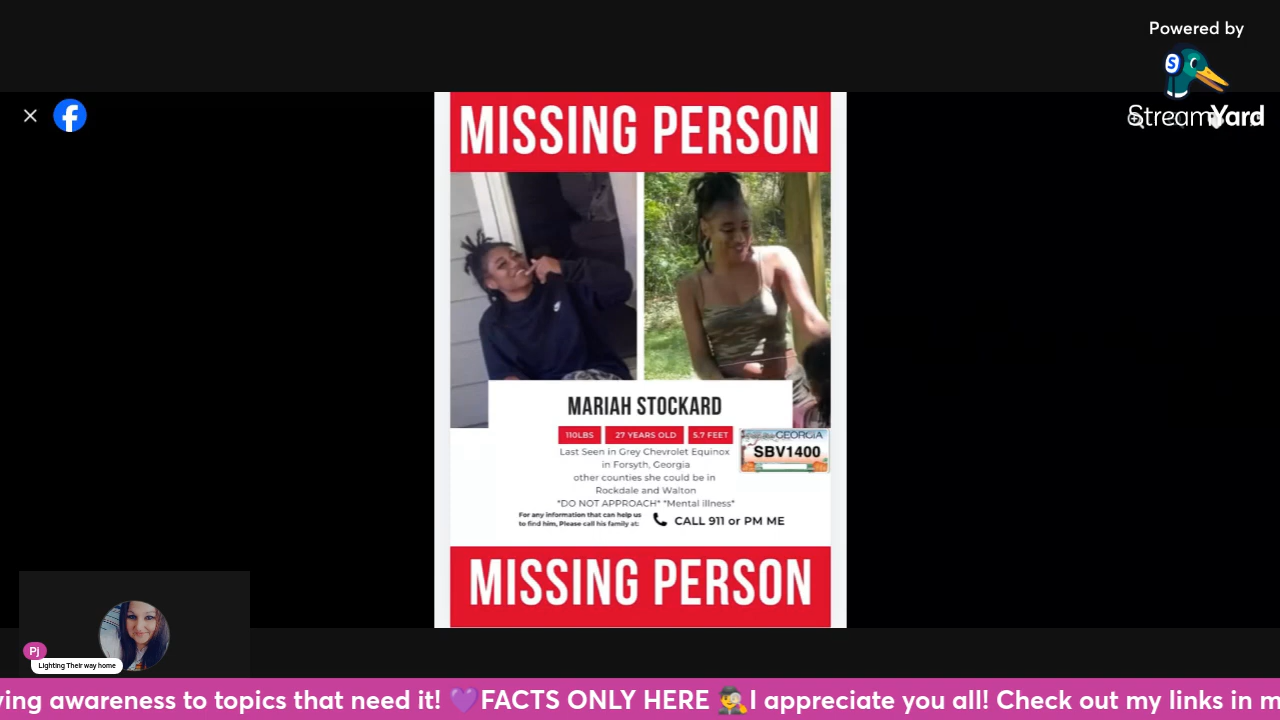 Powered by
StreamYard
MISSING PERSON
MARIAH STOCKARD
110LBS 27 YEARS OLD 5.7 FEET
GEORGIA
SBV1400
Last Seen in Grey Chevrolet Equinox
in Forsyth, Georgia
other counties she could be in
Rockdale and Walton
*DO NOT APPROACH* *Mental illness*
For any information that can help us
to find him, Please call his family at:
CALL 911 or PM ME
MISSING PERSON
Pj
Lighting Their way home
ving awareness to topics that need it! 💜FACTS ONLY HERE 🕵️I appreciate you all! Check out my links in m